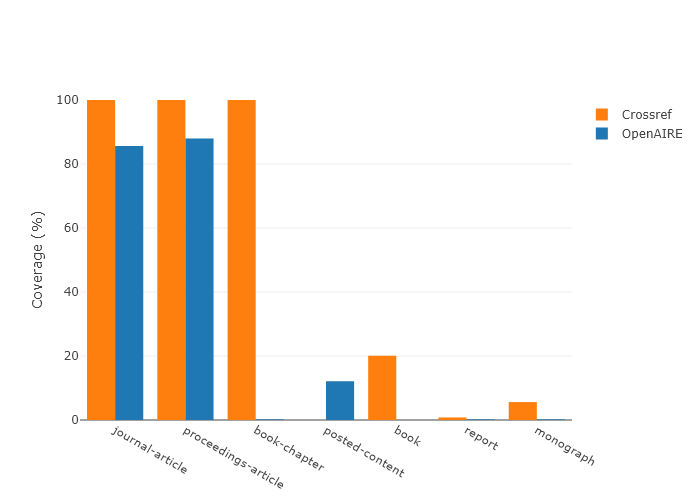 100
80
60
40
20
0
Coverage (%)
journal-article
proceedings-article
book-chapter
posted-content
book
report
monograph
Crossref
OpenAIRE